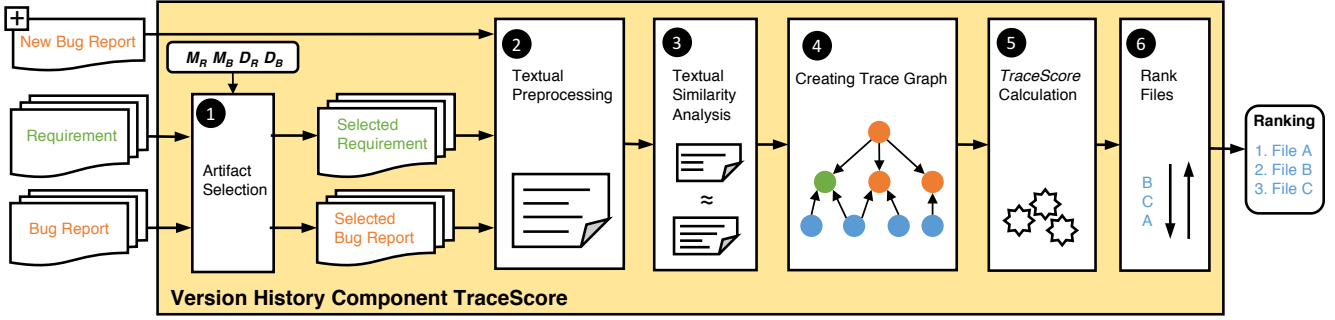 +
New Bug Report
Requirement
Bug Report
M_R M_B D_R D_B
1
Artifact
Selection
Selected
Requirement
Selected
Bug Report
2
Textual
Preprocessing
3
Textual
Similarity
Analysis
≈
4
Creating Trace Graph
5
TraceScore
Calculation
6
Rank
Files
B
C
A
Ranking
1. File A
2. File B
3. File C
Version History Component TraceScore